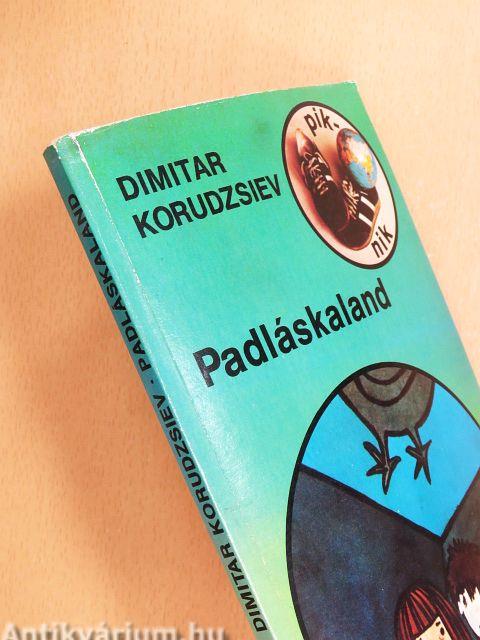 DIMITAR
KORUDZSIEV
pik-
nik
Padláskaland
DIMITAR KORUDZSIEV · PADLÁSKALAND
Antikvárium.hu